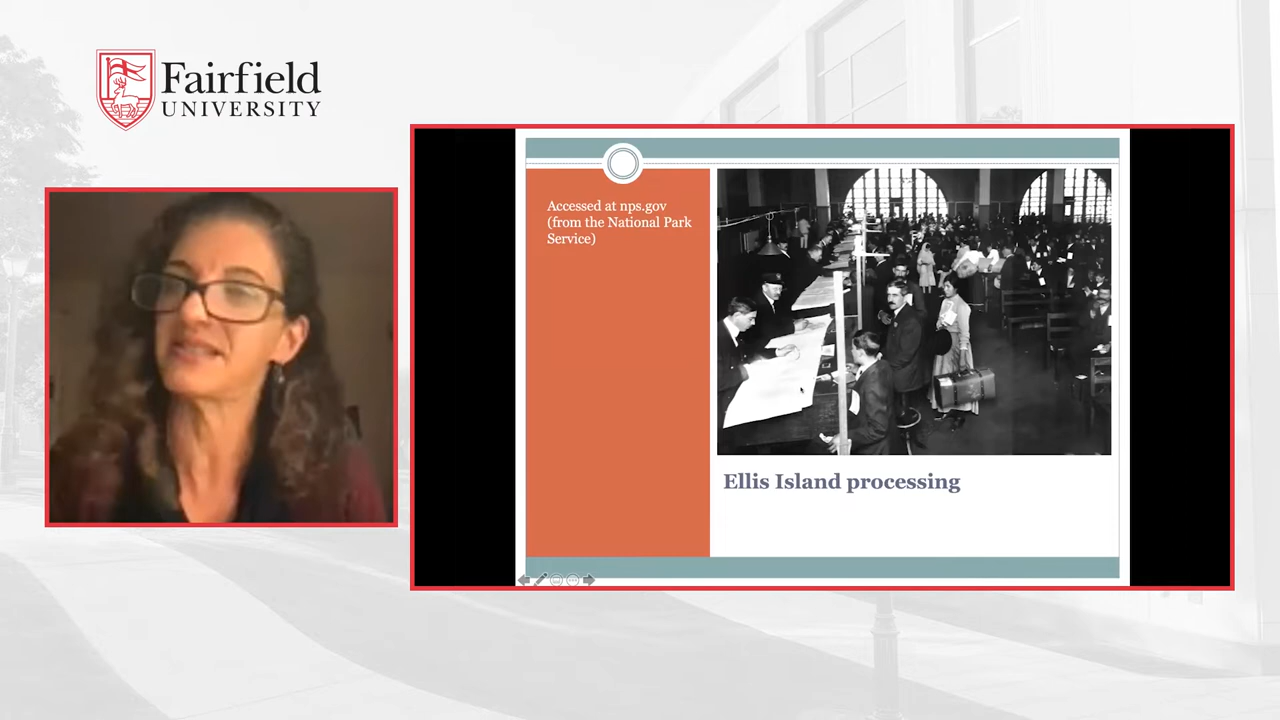 Fairfield
UNIVERSITY
Accessed at nps.gov
(from the National Park
Service)
Ellis Island processing